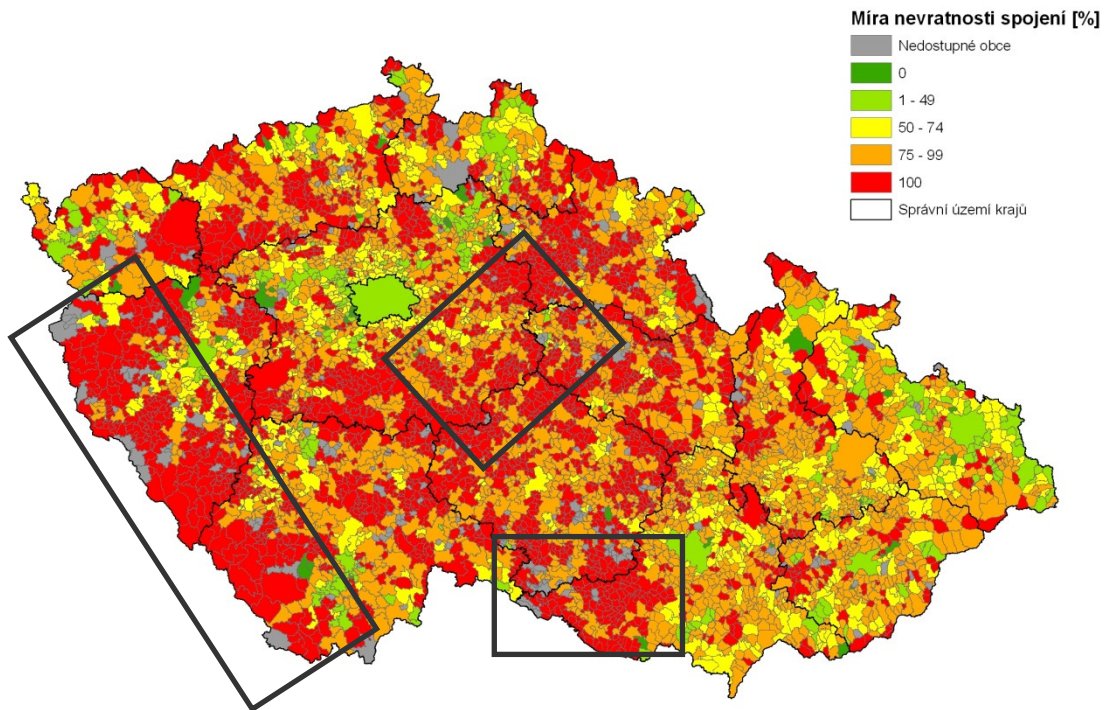 Míra nevratnosti spojení [%]
Nedostupné obce
0
1 - 49
50 - 74
75 - 99
100
Správní území krajů